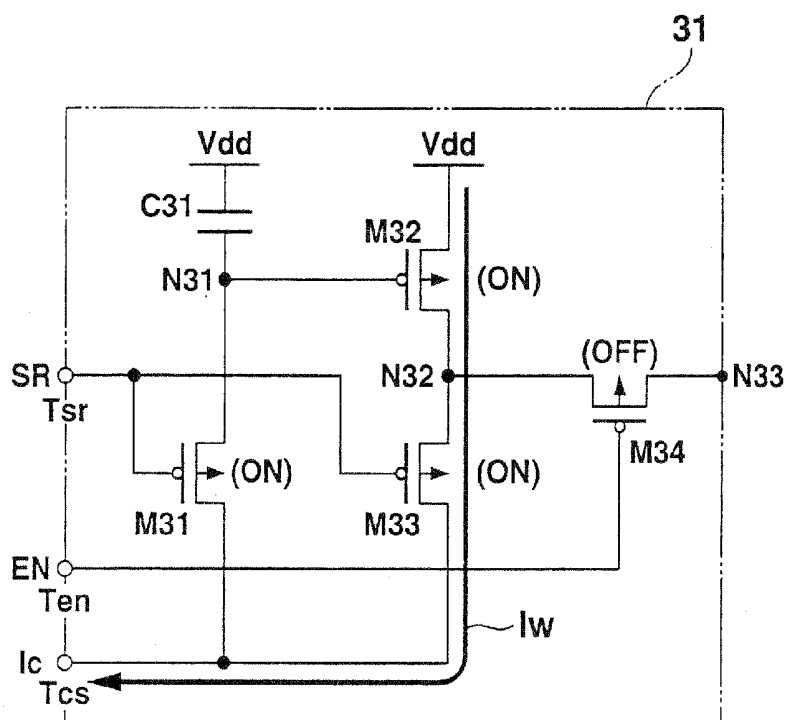 31
Vdd
Vdd
C31
M32
N31
(ON)
(OFF)
SR
N32
N33
Tsr
M34
(ON)
(ON)
M31
M33
EN
Ten
Iw
Ic
Tcs